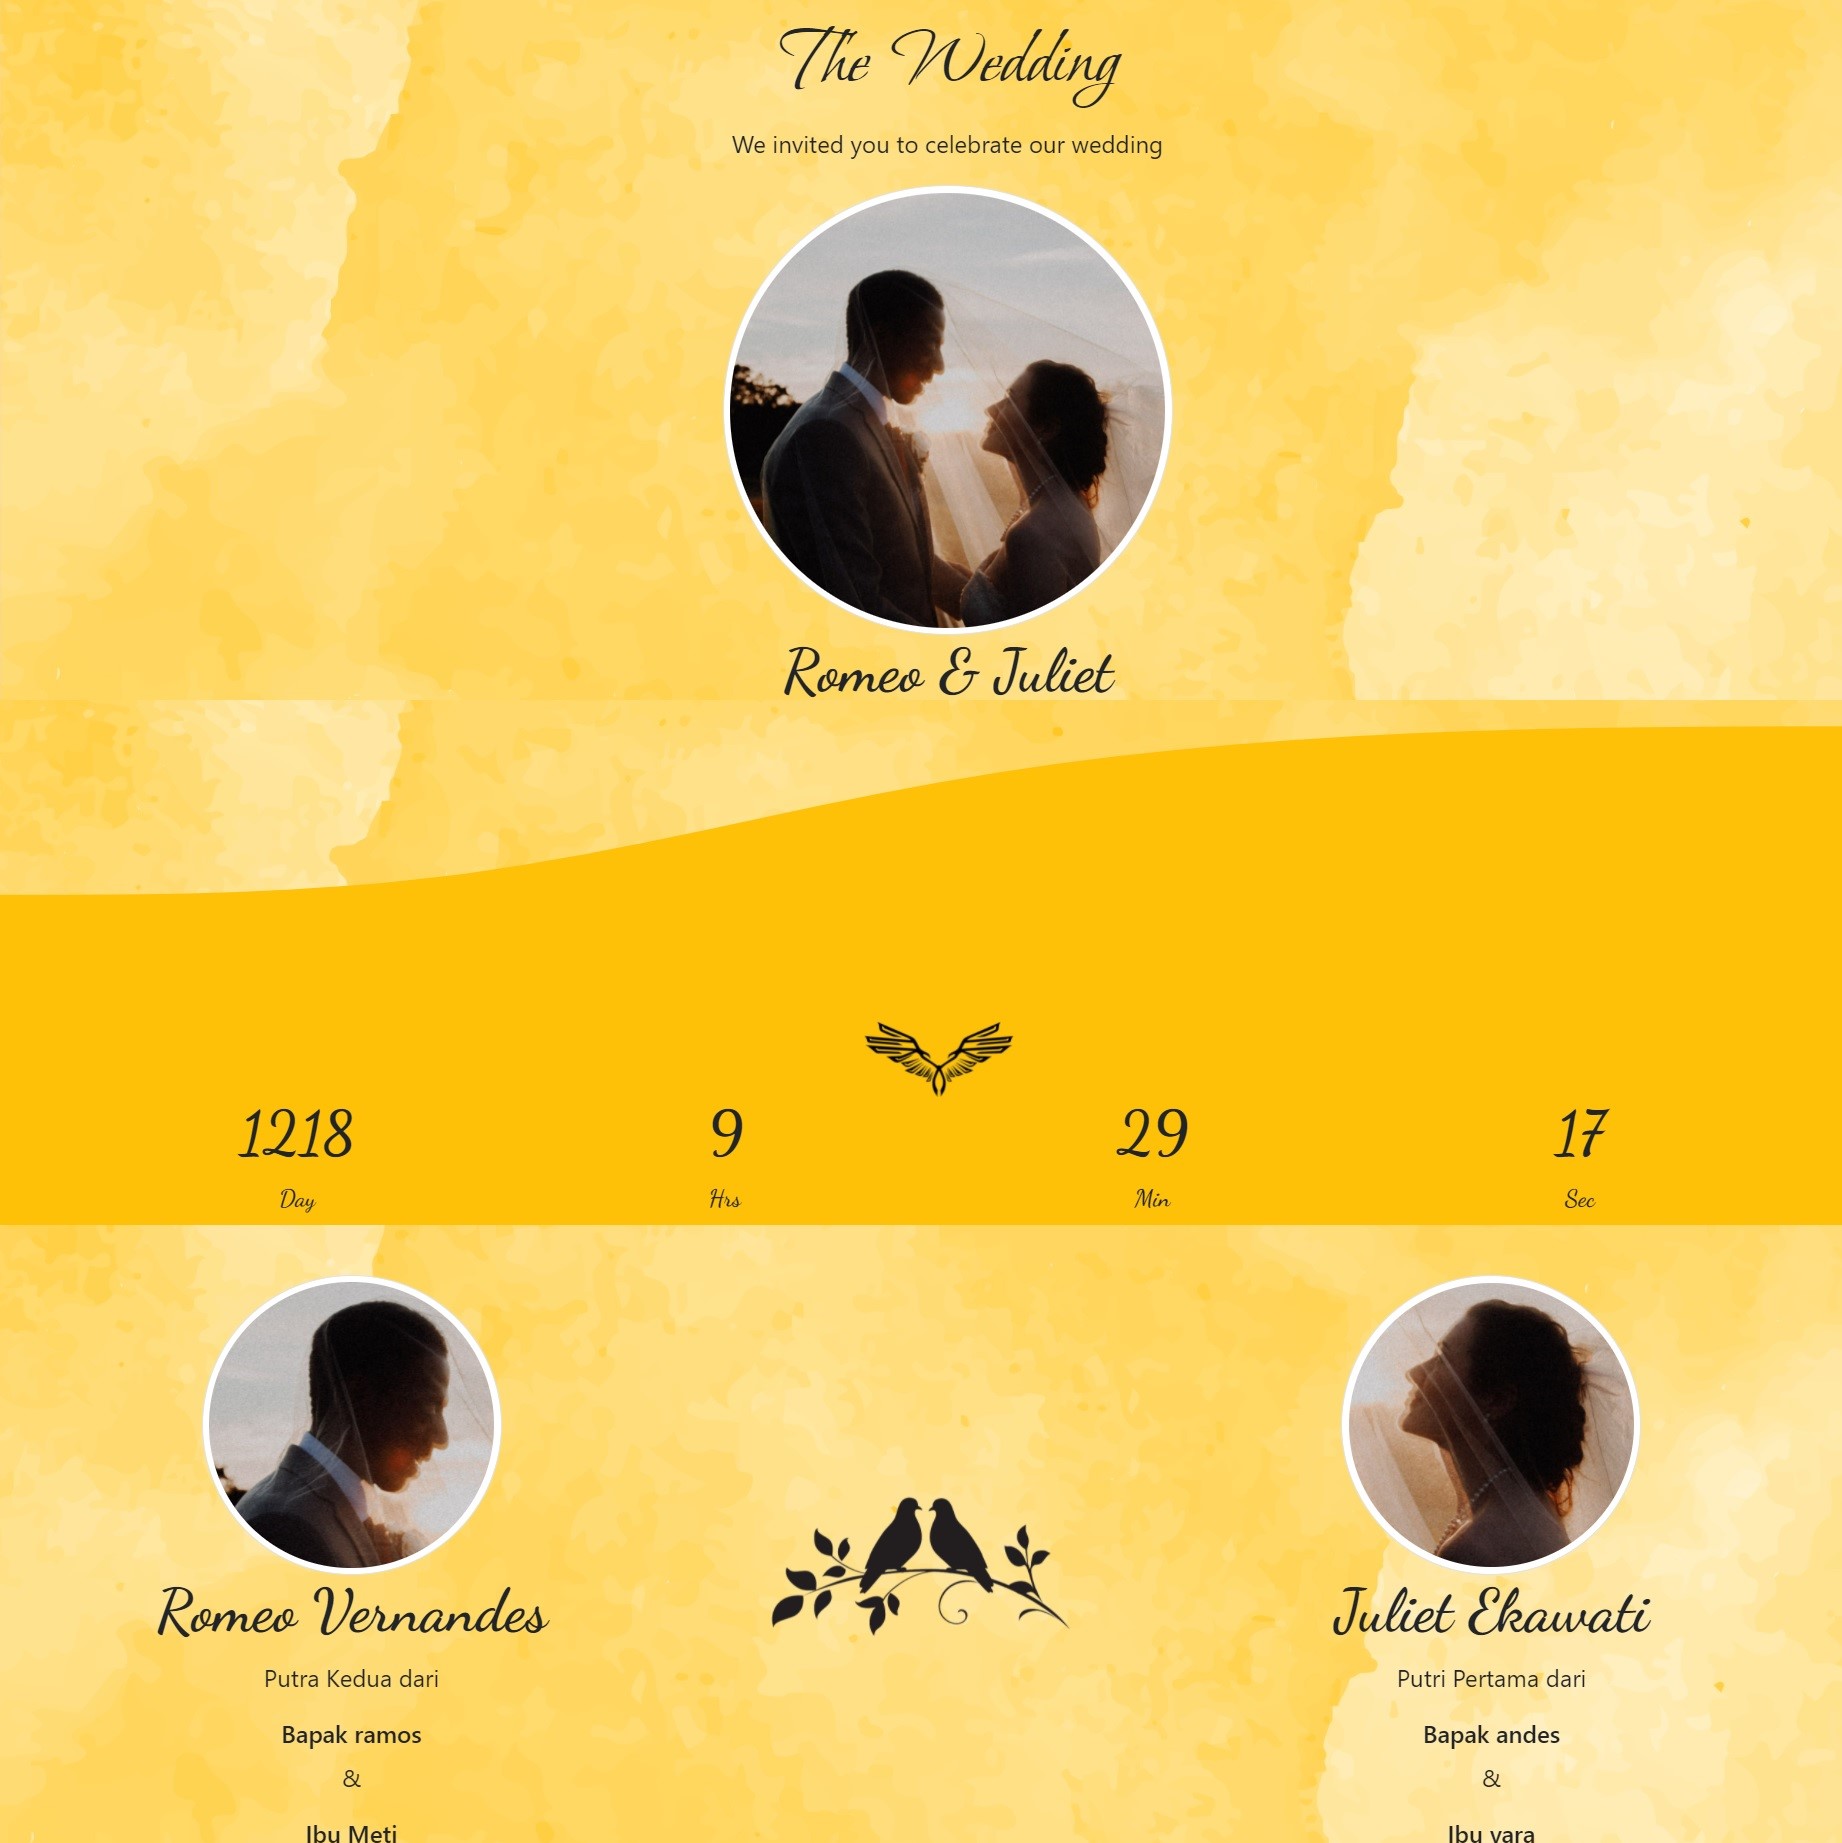 The Wedding
We invited you to celebrate our wedding
Romeo & Juliet
1218 9 29 17
Day Hrs Min Sec
Romeo Vernandes
Putra Kedua dari
Bapak ramos
&
Ibu Meti
Juliet Ekawati
Putri Pertama dari
Bapak andes
&
Ibu yara